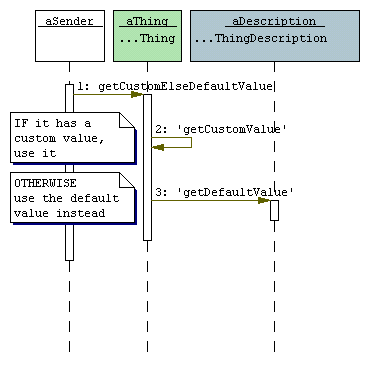 aSender
aThing
...Thing
aDescription
...ThingDescription
1: getCustomElseDefaultValue
IF it has a
custom value,
use it
2: 'getCustomValue'
OTHERWISE
use the default
value instead
3: 'getDefaultValue'